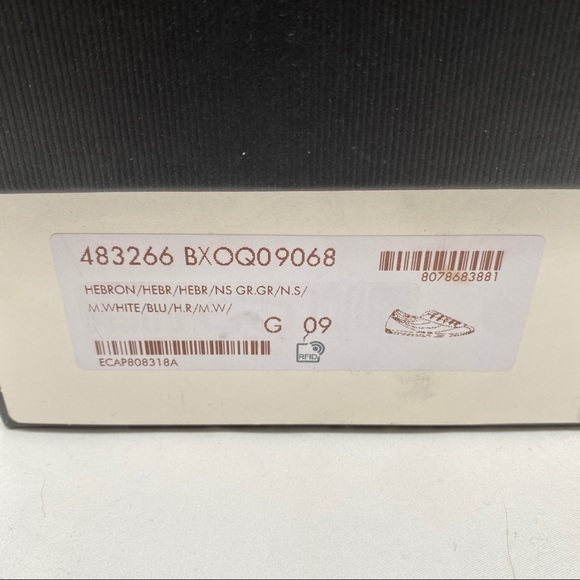 483266 BXOQ09068
8078683881
HEBRON/HEBR/HEBR/NS GR.GR/N.S/
M.WHITE/BLU/H.R/M.W/
G 09
ECAP808318A
RFID